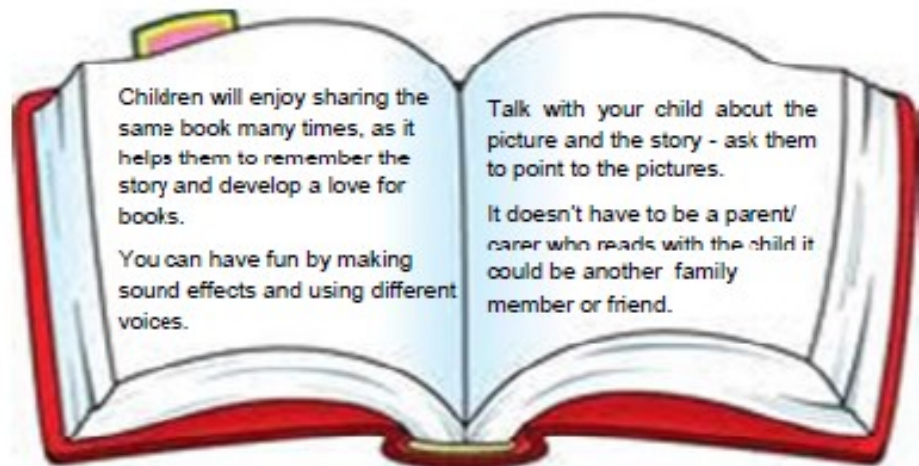 Children will enjoy sharing the
same book many times, as it
helps them to remember the
story and develop a love for
books.
You can have fun by making
sound effects and using different
voices.
Talk with your child about the
picture and the story - ask them
to point to the pictures.
It doesn't have to be a parent/
carer who reads with the child it
could be another family
member or friend.